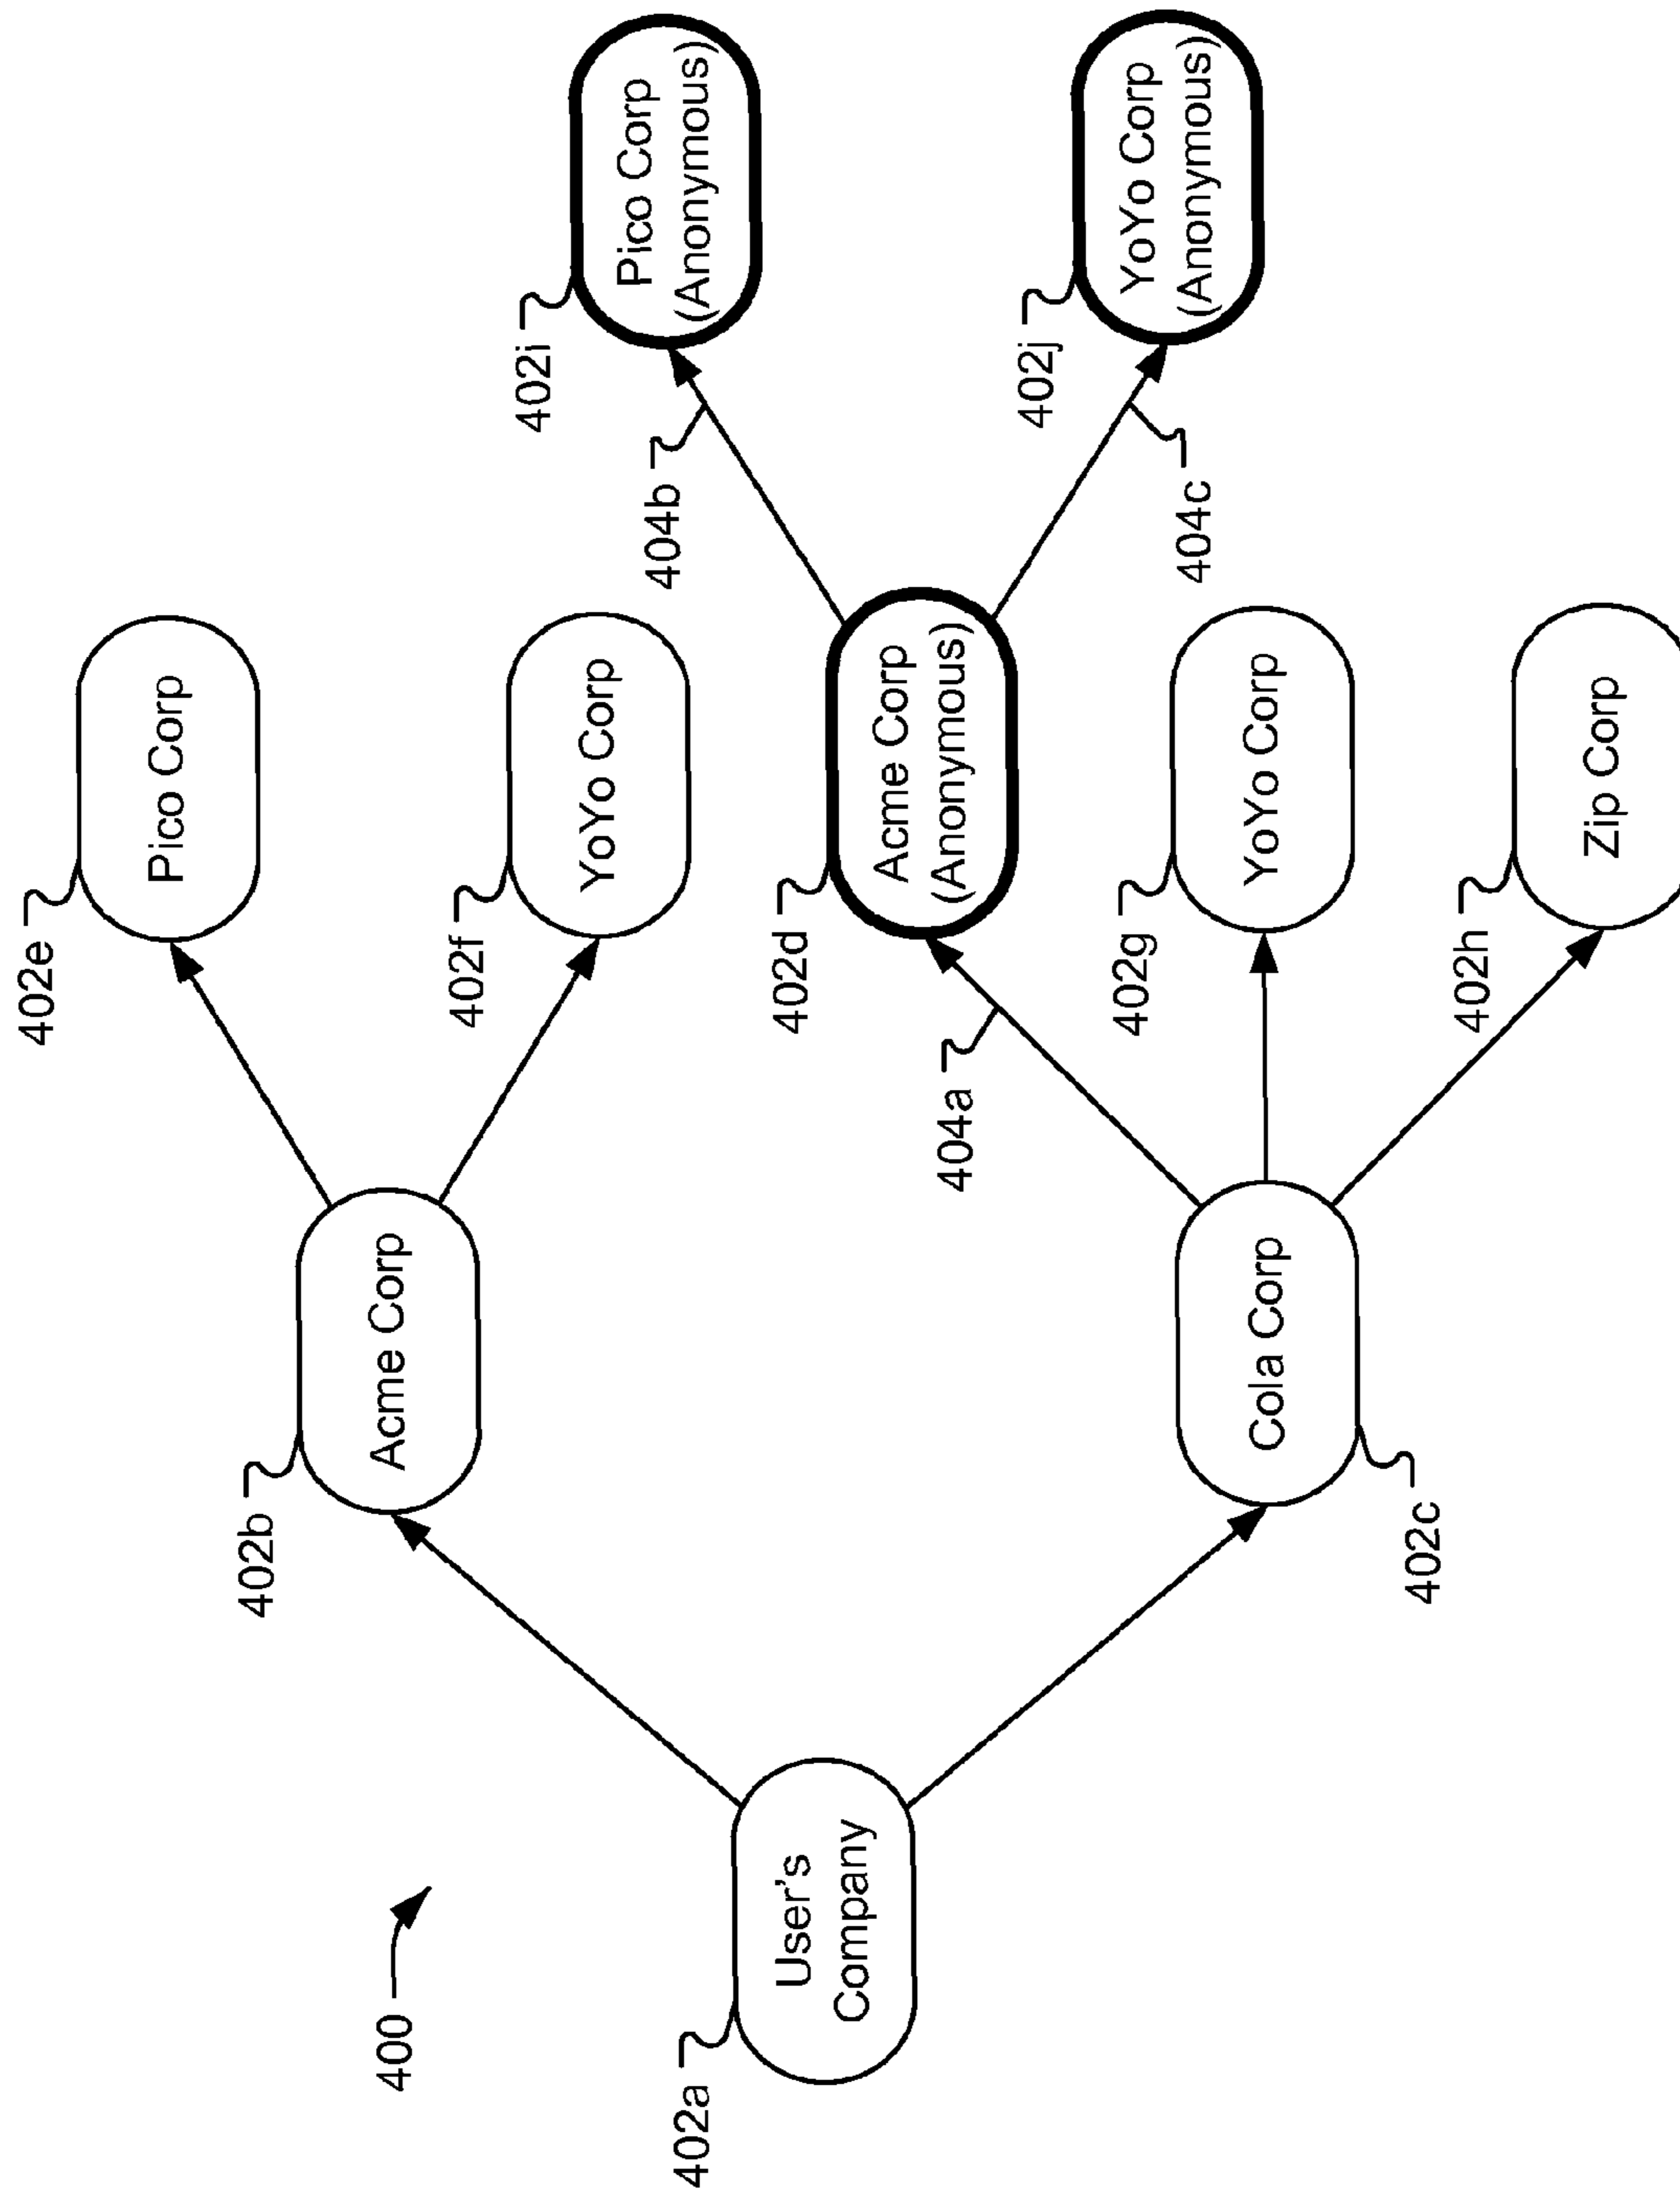 400
402a
User's
Company
402b
Acme Corp
402c
Cola Corp
402e
Pico Corp
402f
YoYo Corp
404a
402d
Acme Corp
(Anonymous)
402g
YoYo Corp
402h
Zip Corp
404b
402i
Pico Corp
(Anonymous)
404c
402j
YoYo Corp
(Anonymous)